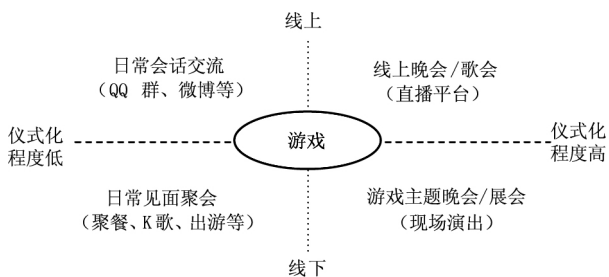 线上
日常会话交流
（QQ 群、微博等）
线上晚会/歌会
（直播平台）
仪式化
程度低
游戏
仪式化
程度高
日常见面聚会
（聚餐、K歌、出游等）
游戏主题晚会/展会
（现场演出）
线下